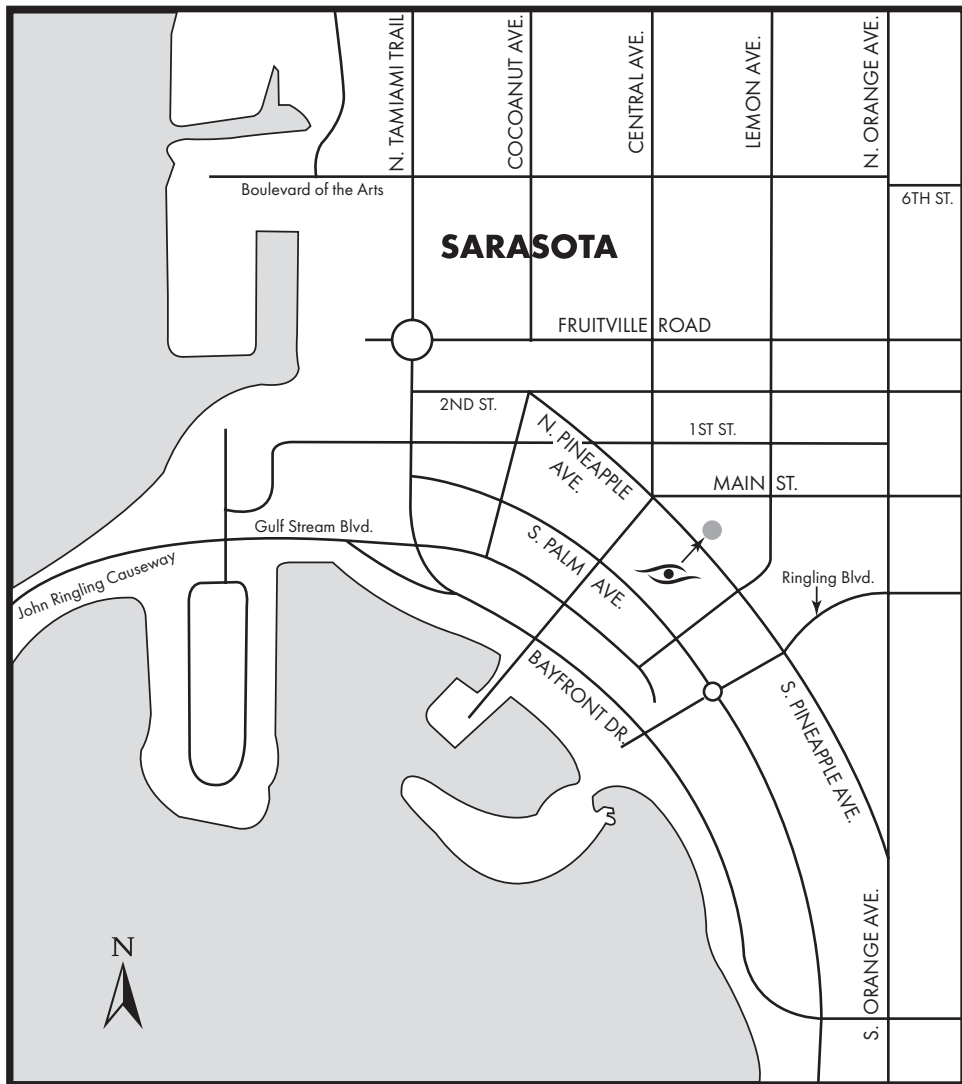 N. TAMIAMI TRAIL
COCOANUT AVE.
CENTRAL AVE.
LEMON AVE.
N. ORANGE AVE.
Boulevard of the Arts
6TH ST.
SARASOTA
FRUITVILLE ROAD
2ND ST.
N. PINEAPPLE
AVE.
1ST ST.
MAIN ST.
Gulf Stream Blvd.
S. PALM AVE.
John Ringling Causeway
Ringling Blvd.
BAYFRONT DR.
S. PINEAPPLE AVE.
S. ORANGE AVE.
N